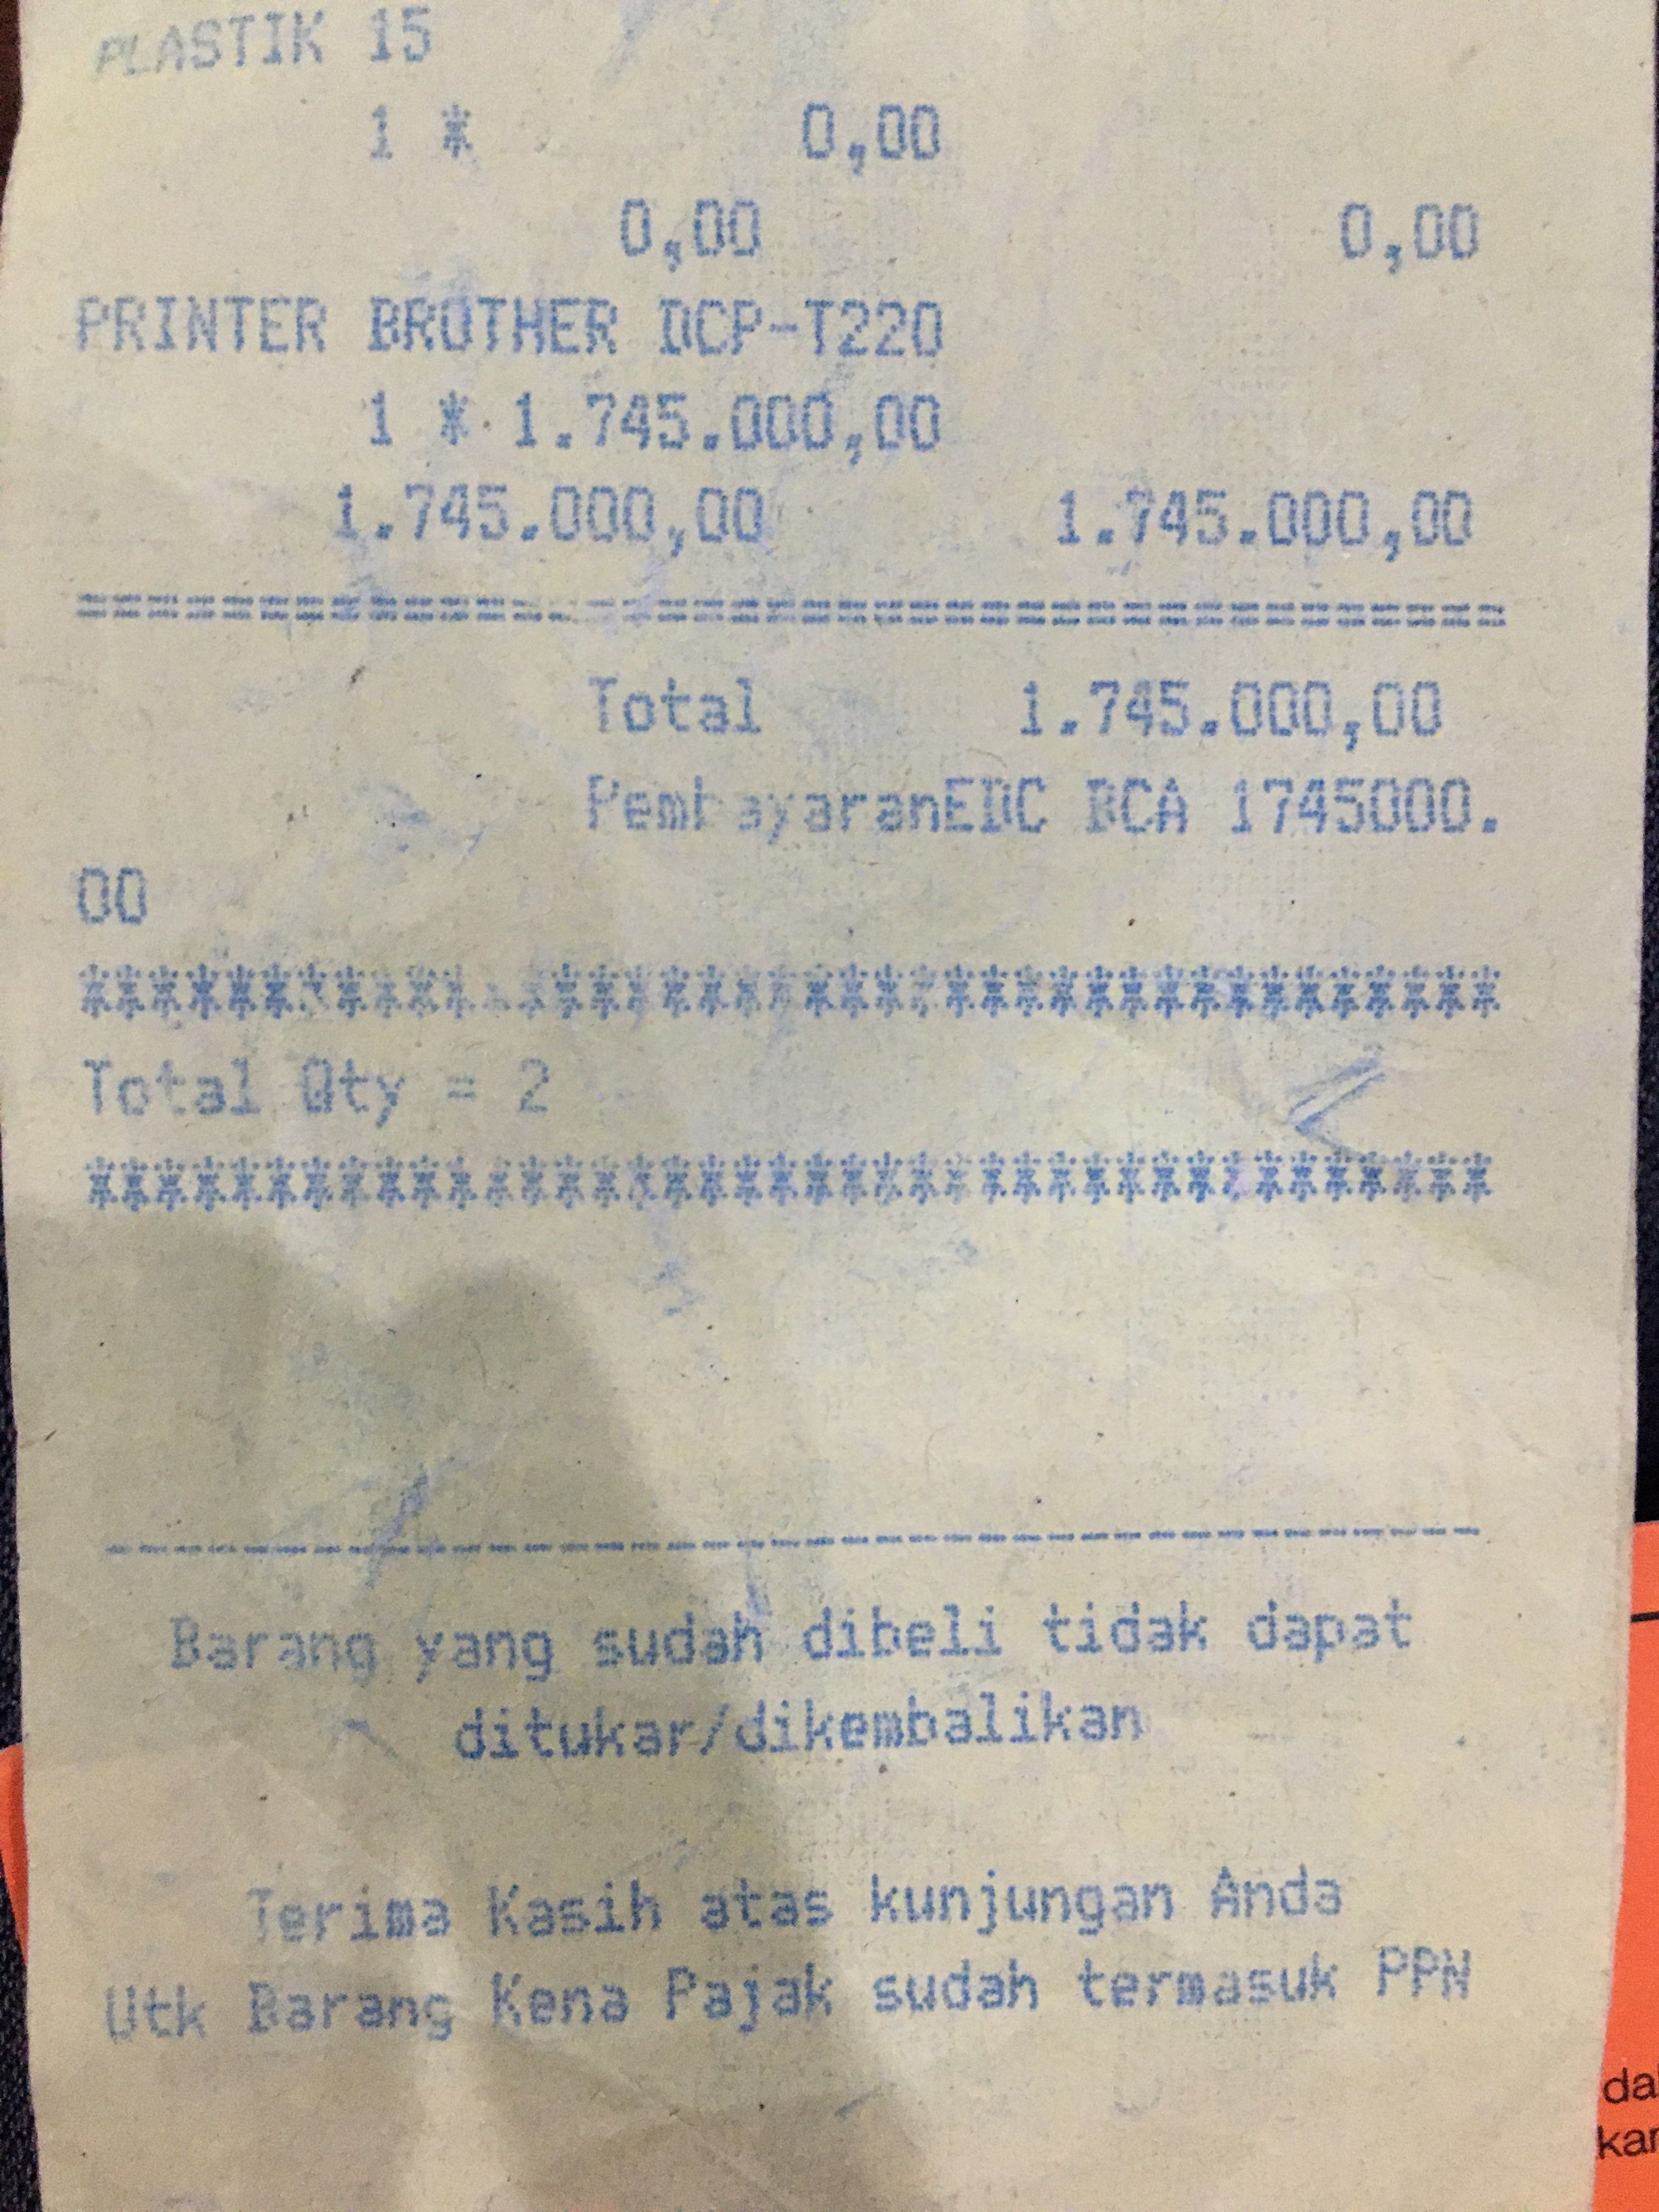 PLASTIK 15
1 * 0,00
0,00 0,00
PRINTER BROTHER DCP-T220
1 * 1.745.000,00
1.745.000,00 1.745.000,00
========================================
Total 1.745.000,00
PembayaranEDC BCA 1745000.
00
****************************************
Total Qty = 2
****************************************
---------------------------------------
Barang yang sudah dibeli tidak dapat
ditukar/dikembalikan
Terima Kasih atas kunjungan Anda
Utk Barang Kena Pajak sudah termasuk PPN